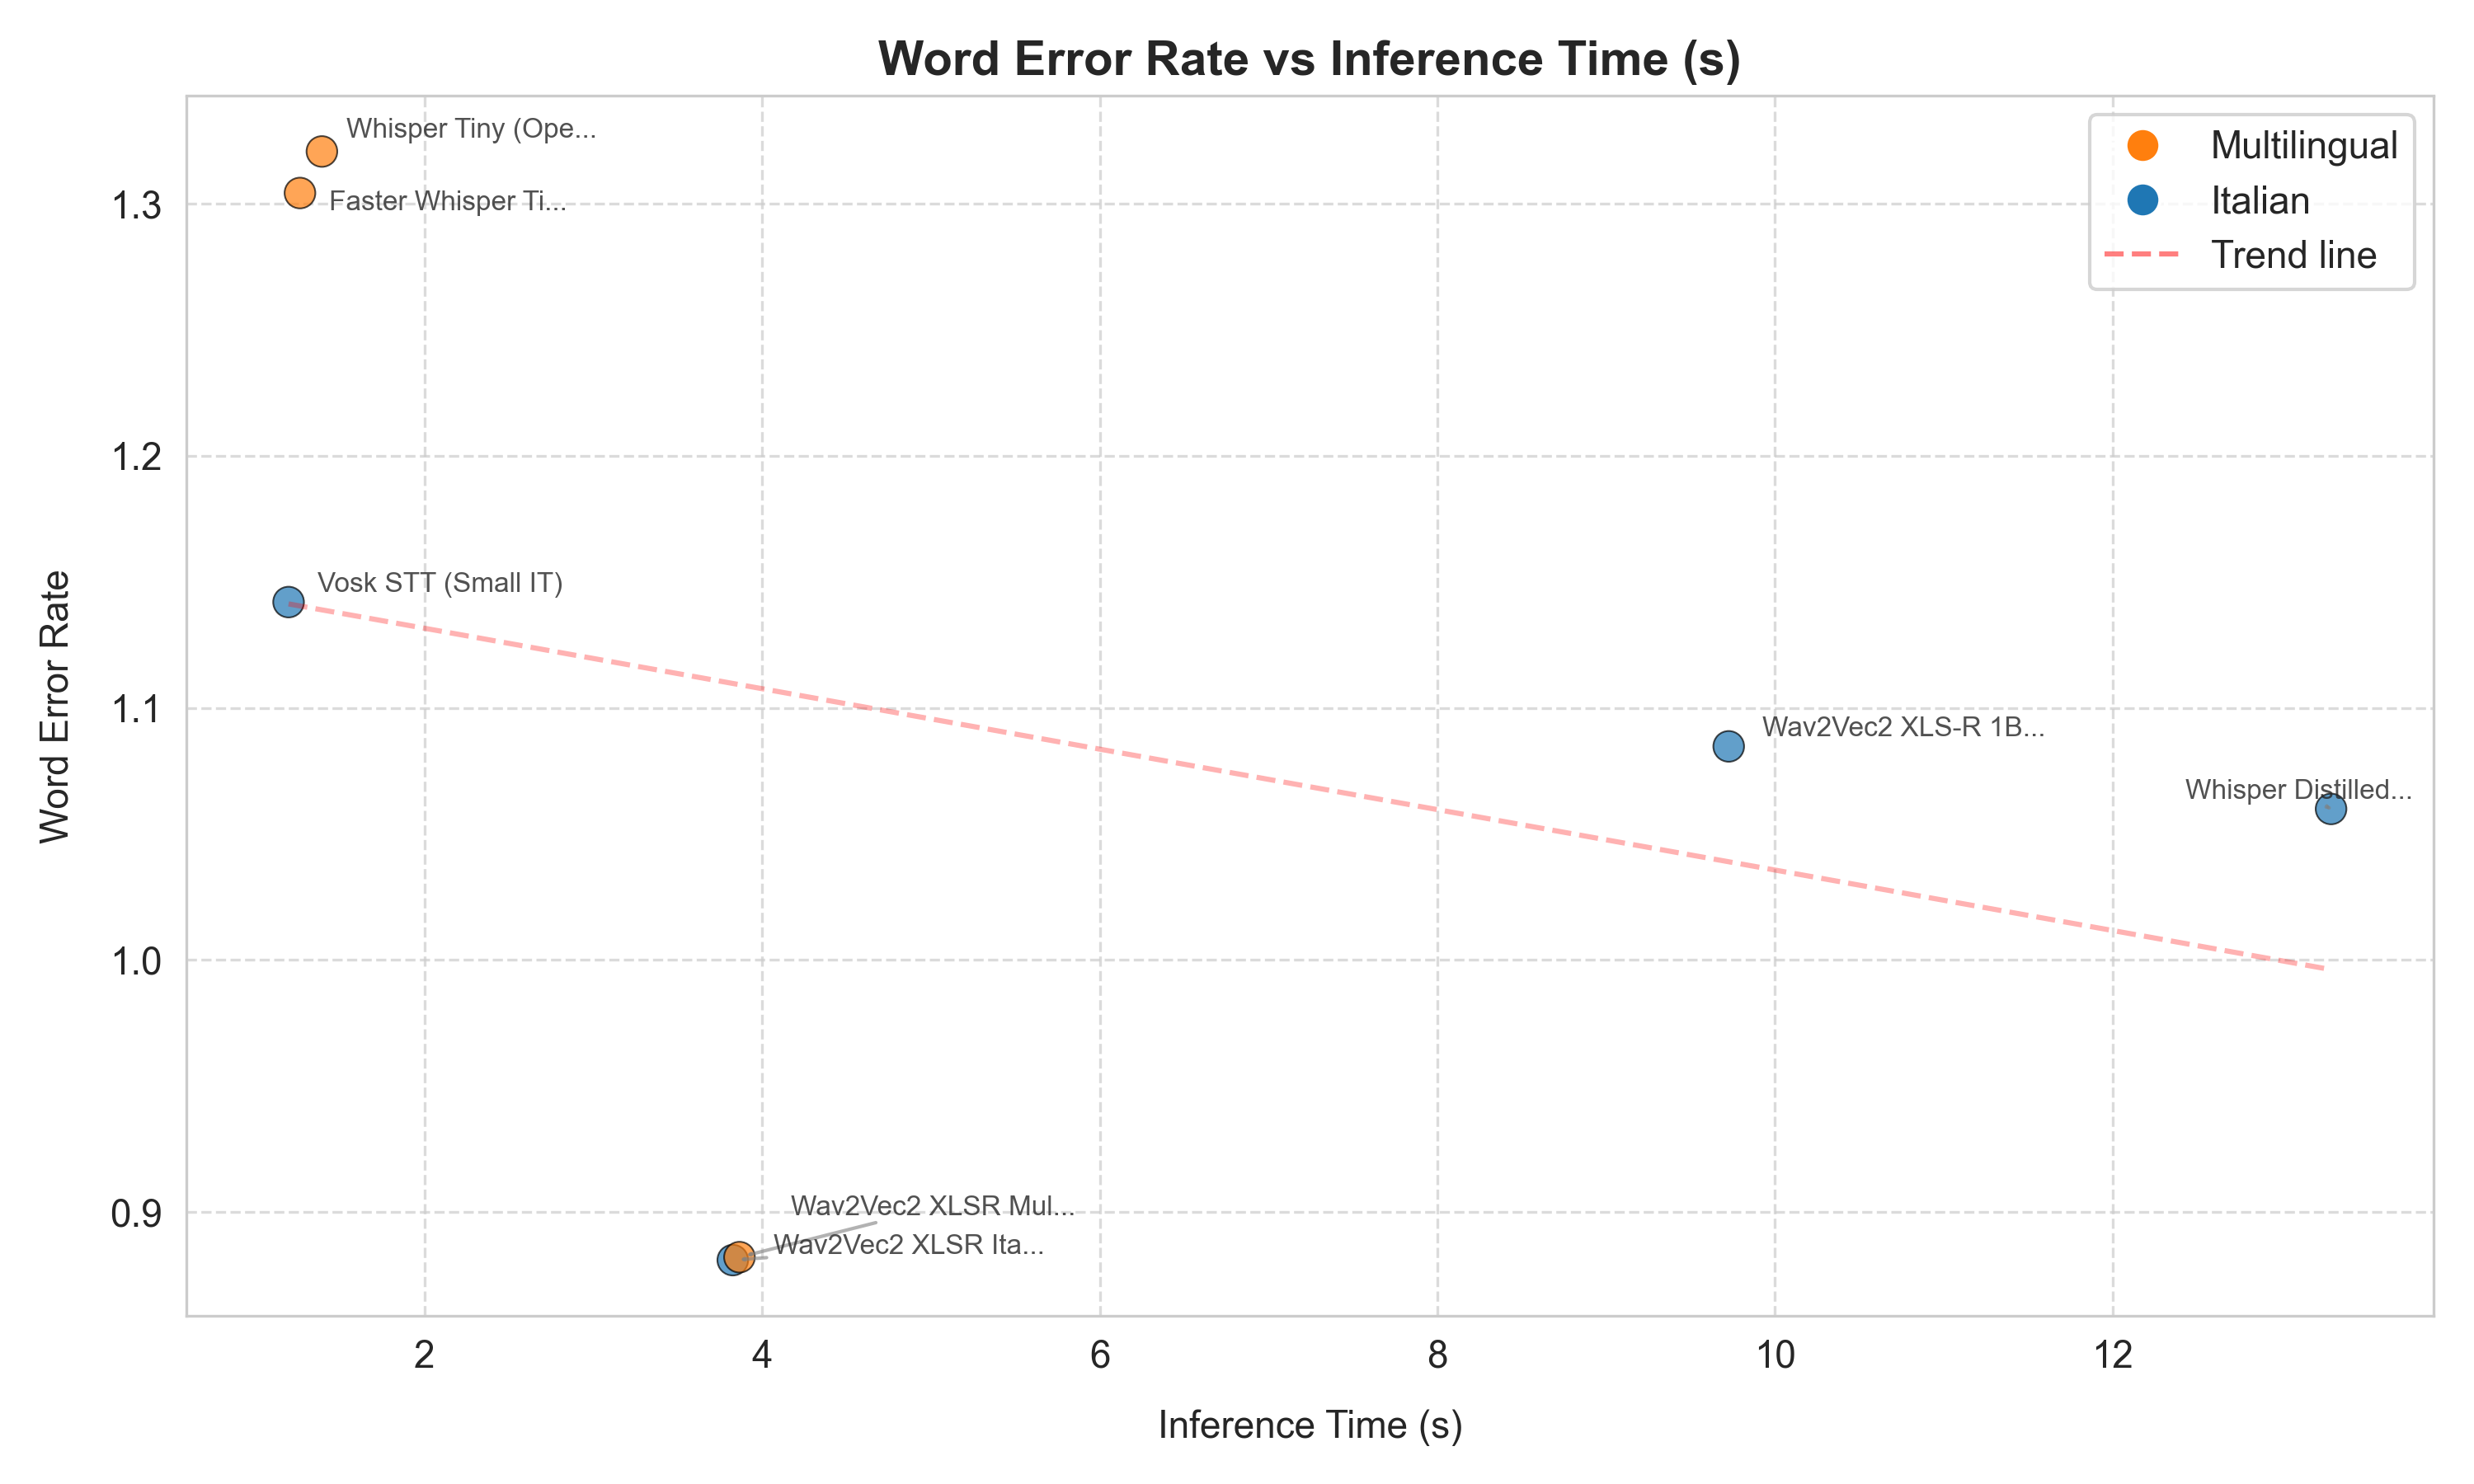 Word Error Rate vs Inference Time (s)
Whisper Tiny (Ope...
Faster Whisper Ti...
Multilingual
Italian
Trend line
1.3
1.2
1.1
1.0
0.9
Word Error Rate
Vosk STT (Small IT)
Wav2Vec2 XLS-R 1B...
Whisper Distilled...
Wav2Vec2 XLSR Mul...
Wav2Vec2 XLSR Ita...
2 4 6 8 10 12
Inference Time (s)